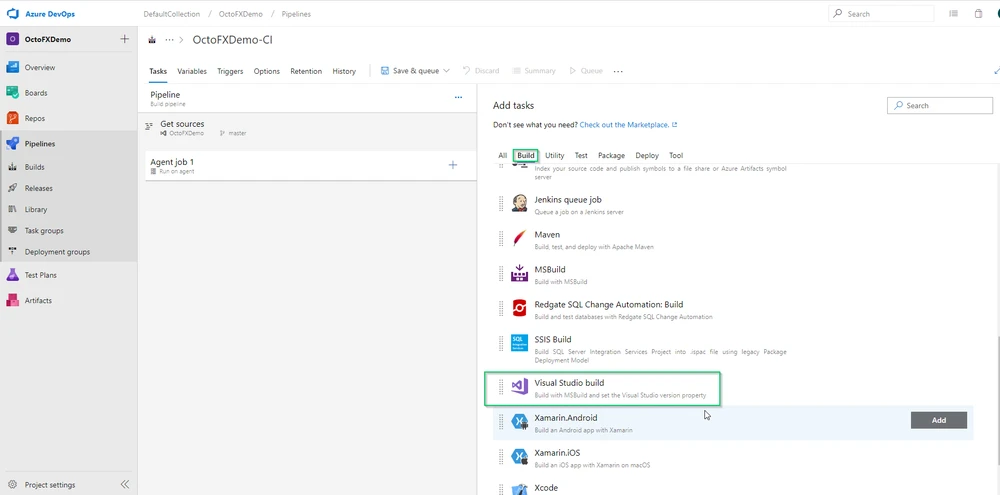 Azure DevOps
DefaultCollection / OctoFXDemo / Pipelines
Search
O OctoFXDemo
··· > OctoFXDemo-CI
Overview
Boards
Repos
Pipelines
Builds
Releases
Library
Task groups
Deployment groups
Test Plans
Artifacts
Project settings
Tasks Variables Triggers Options Retention History Save & queue Discard Summary Queue ···
Pipeline
Build pipeline
Get sources
OctoFXDemo master
Agent job 1
Run on agent
Add tasks
Search
Don't see what you need? Check out the Marketplace.
All Build Utility Test Package Deploy Tool
Index your source code and publish symbols to a file share or Azure Artifacts symbol
server
Jenkins queue job
Queue a job on a Jenkins server
Maven
Build, test, and deploy with Apache Maven
MSBuild
Build with MSBuild
Redgate SQL Change Automation: Build
Build and test databases with Redgate SQL Change Automation
SSIS Build
Build SQL Server Integration Services Project into .ispac file using legacy Package
Deployment Model
Visual Studio build
Build with MSBuild and set the Visual Studio version property
Xamarin.Android
Build an Android app with Xamarin
Add
Xamarin.iOS
Build an iOS app with Xamarin on macOS
Xcode